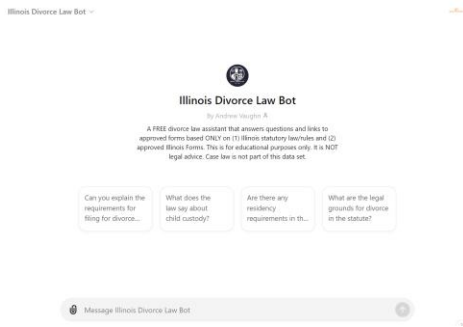 Illinois Divorce Law Bot
Illinois Divorce Law Bot
By Andrew Vaughn
A FREE divorce law assistant that answers questions and links to
approved forms based ONLY on (1) Illinois statutory law/rules and (2)
approved Illinois Forms. This is for educational purposes only. It is NOT
legal advice. Case law is not part of this data set.
Can you explain the
requirements for
filing for divorce...
What does the
law say about
child custody?
Are there any
residency
requirements in th...
What are the legal
grounds for divorce
in the statute?
Message Illinois Divorce Law Bot